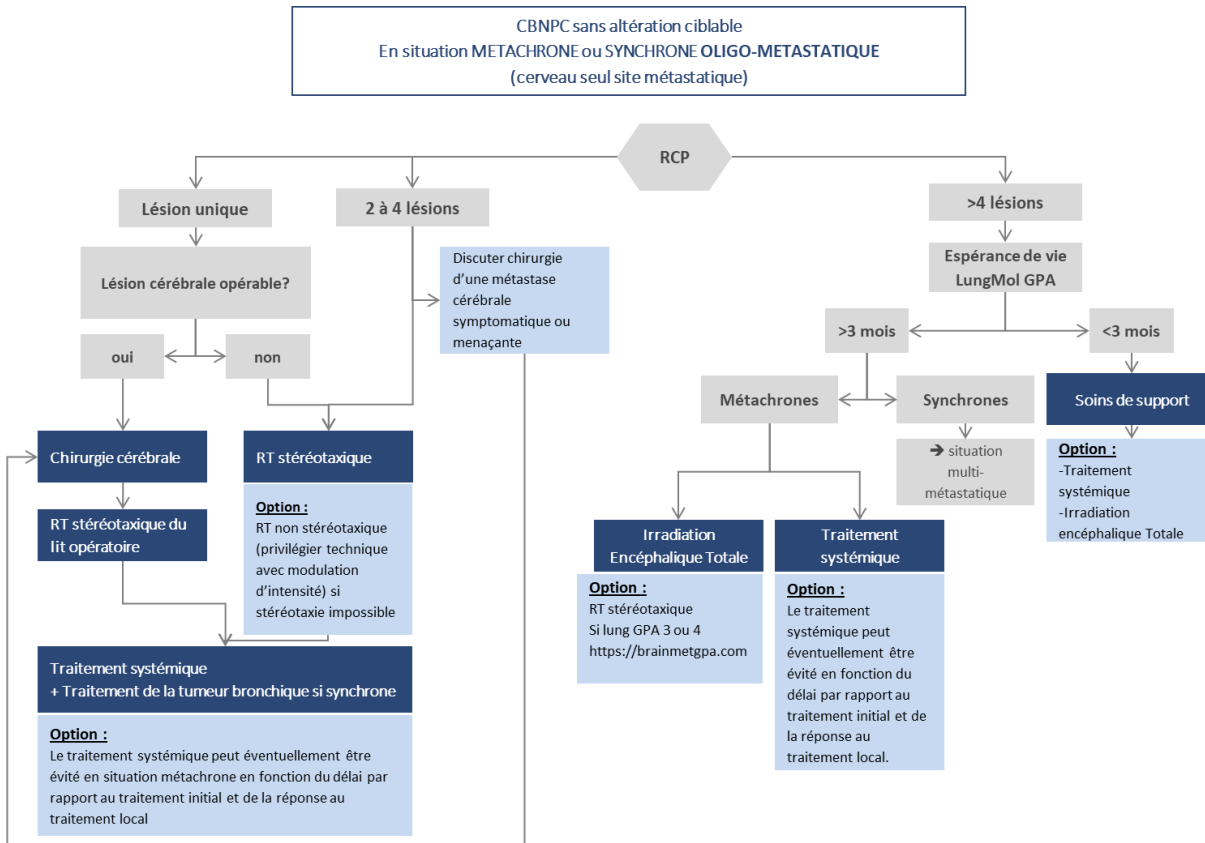 CBNPC sans altération ciblable
En situation METACHRONE ou SYNCHRONE OLIGO-METASTATIQUE
(cerveau seul site métastatique)
RCP
Lésion unique
2 à 4 lésions
>4 lésions
Lésion cérébrale opérable?
Discuter chirurgie
d’une métastase
cérébrale
symptomatique ou
menaçante
Espérance de vie
LungMol GPA
oui
non
>3 mois
<3 mois
Métachrones
Synchrones
Soins de support
➔ situation
multi-
métastatique
Option :
-Traitement
systémique
-Irradiation
encéphalique Totale
Chirurgie cérébrale
RT stéréotaxique
RT stéréotaxique du
lit opératoire
Option :
RT non stéréotaxique
(privilégier technique
avec modulation
d’intensité) si
stéréotaxie impossible
Irradiation
Encéphalique Totale
Traitement
systémique
Option :
RT stéréotaxique
Si lung GPA 3 ou 4
https://brainmetgpa.com
Option :
Le traitement
systémique peut
éventuellement être
évité en fonction du
délai par rapport au
traitement initial et de
la réponse au
traitement local.
Traitement systémique
+ Traitement de la tumeur bronchique si synchrone
Option :
Le traitement systémique peut éventuellement être
évité en situation métachrone en fonction du délai par
rapport au traitement initial et de la réponse au
traitement local